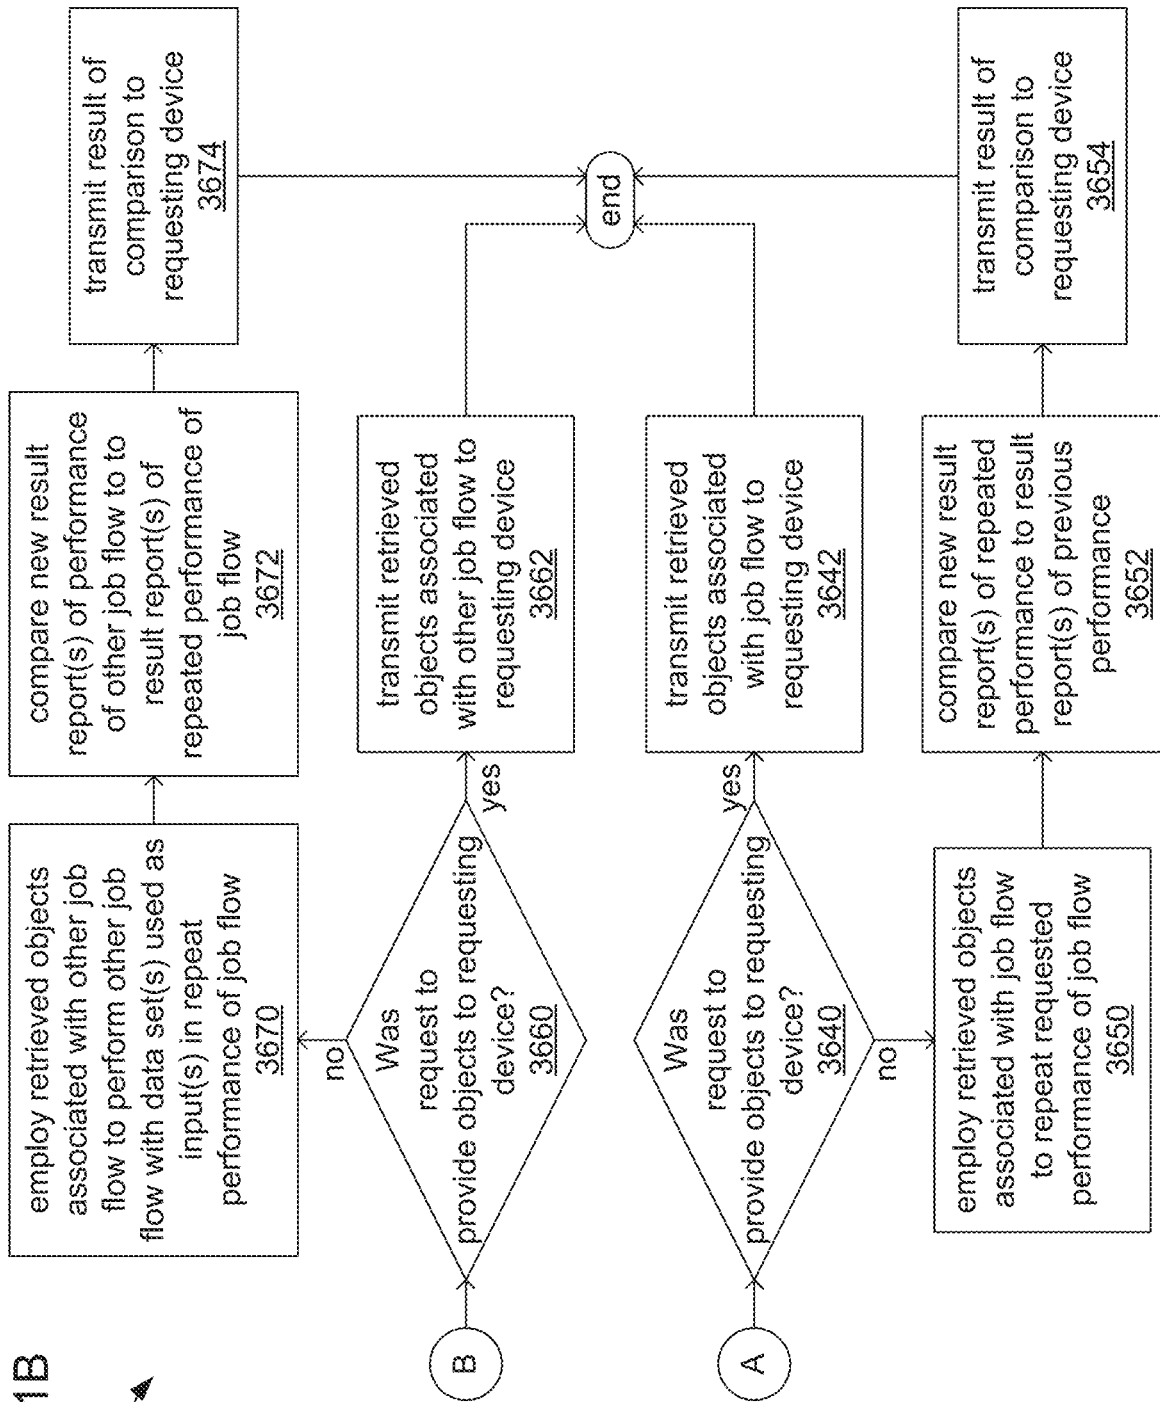 1B
B
Was
request to
provide objects to requesting
device?
3660
no
yes
employ retrieved objects
associated with other job
flow to perform other job
flow with data set(s) used as
input(s) in repeat
performance of job flow
3670
compare new result
report(s) of performance
of other job flow to to
result report(s) of
repeated performance of
job flow
3672
transmit result of
comparison to
requesting device
3674
transmit retrieved
objects associated
with other job flow to
requesting device
3662
end
A
Was
request to
provide objects to requesting
device?
3640
yes
no
transmit retrieved
objects associated
with job flow to
requesting device
3642
employ retrieved objects
associated with job flow
to repeat requested
performance of job flow
3650
compare new result
report(s) of repeated
performance to result
report(s) of previous
performance
3652
transmit result of
comparison to
requesting device
3654